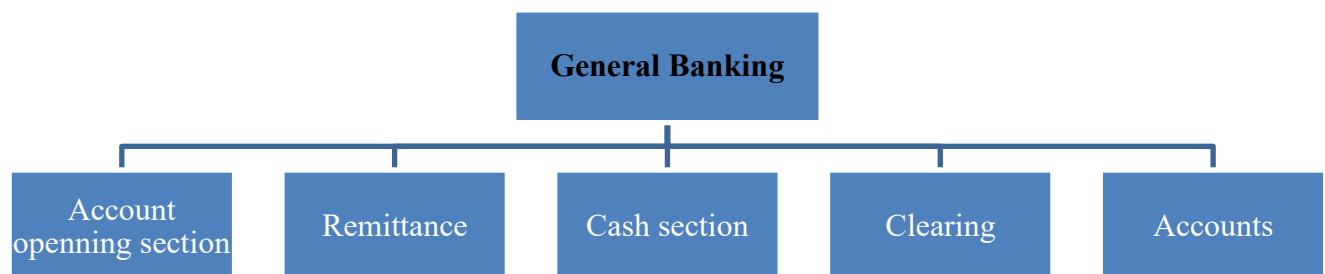 General Banking
Account
openning section
Remittance
Cash section
Clearing
Accounts